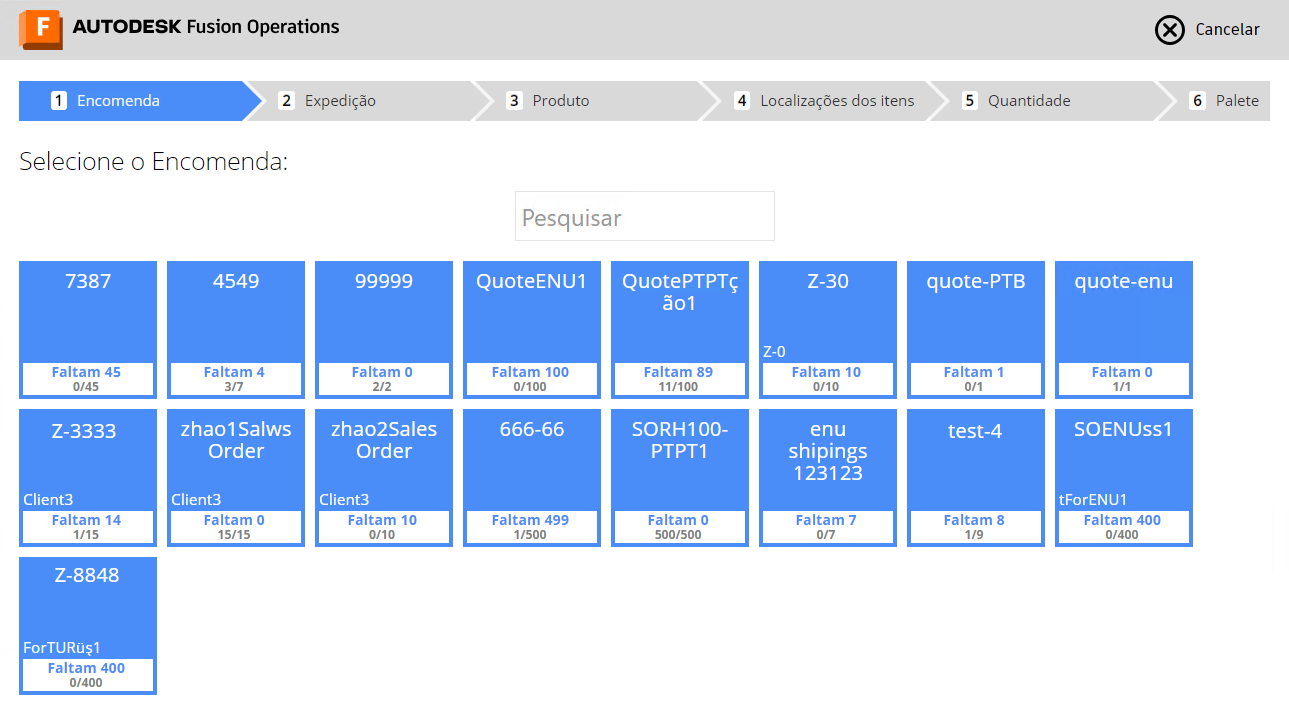 F AUTODESK Fusion Operations
Cancelar
1 Encomenda
2 Expedição
3 Produto
4 Localizações dos itens
5 Quantidade
6 Palete
Selecione o Encomenda:
Pesquisar
7387
Faltam 45
0/45
4549
Faltam 4
3/7
99999
Faltam 0
2/2
QuoteENU1
Faltam 100
0/100
QuotePTPTç
ão1
Faltam 89
11/100
Z-30
Z-0
Faltam 10
0/10
quote-PTB
Faltam 1
0/1
quote-enu
Faltam 0
1/1
Z-3333
Client3
Faltam 14
1/15
zhao1Salws
Order
Client3
Faltam 0
15/15
zhao2Sales
Order
Client3
Faltam 10
0/10
666-66
Faltam 499
1/500
SORH100-
PTPT1
Faltam 0
500/500
enu
shipings
123123
Faltam 7
0/7
test-4
Faltam 8
1/9
SOENUss1
tForENU1
Faltam 400
0/400
Z-8848
ForTURüş1
Faltam 400
0/400